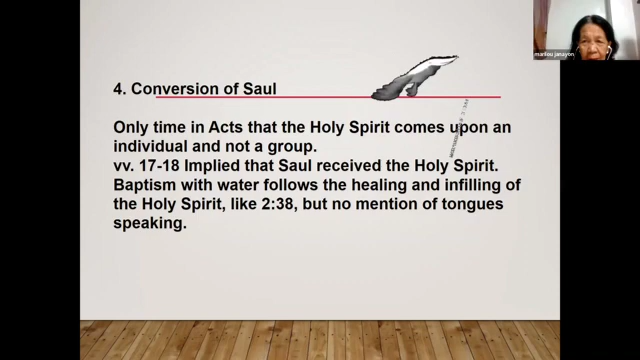 marilou janayon
4. Conversion of Saul
Only time in Acts that the Holy Spirit comes upon an
individual and not a group.
vv. 17-18 Implied that Saul received the Holy Spirit.
Baptism with water follows the healing and infilling of
the Holy Spirit, like 2:38, but no mention of tongues
speaking.